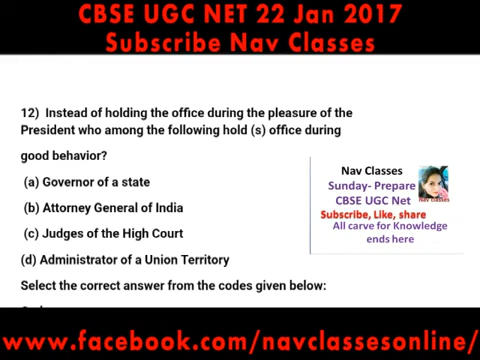 CBSE UGC NET 22 Jan 2017
Subscribe Nav Classes
12) Instead of holding the office during the pleasure of the
President who among the following hold (s) office during
good behavior?
(a) Governor of a state
(b) Attorney General of India
(c) Judges of the High Court
(d) Administrator of a Union Territory
Select the correct answer from the codes given below:
Nav Classes
Sunday- Prepare
CBSE UGC Net
Nav Classes
Subscribe, Like, share
All carve for Knowledge
ends here
www.facebook.com/navclassesonline/